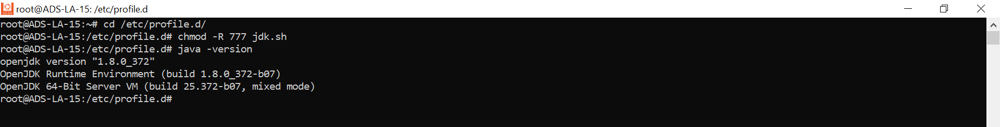 root@ADS-LA-15: /etc/profile.d
root@ADS-LA-15:~# cd /etc/profile.d/
root@ADS-LA-15:/etc/profile.d# chmod -R 777 jdk.sh
root@ADS-LA-15:/etc/profile.d# java -version
openjdk version "1.8.0_372"
OpenJDK Runtime Environment (build 1.8.0_372-b07)
OpenJDK 64-Bit Server VM (build 25.372-b07, mixed mode)
root@ADS-LA-15:/etc/profile.d#